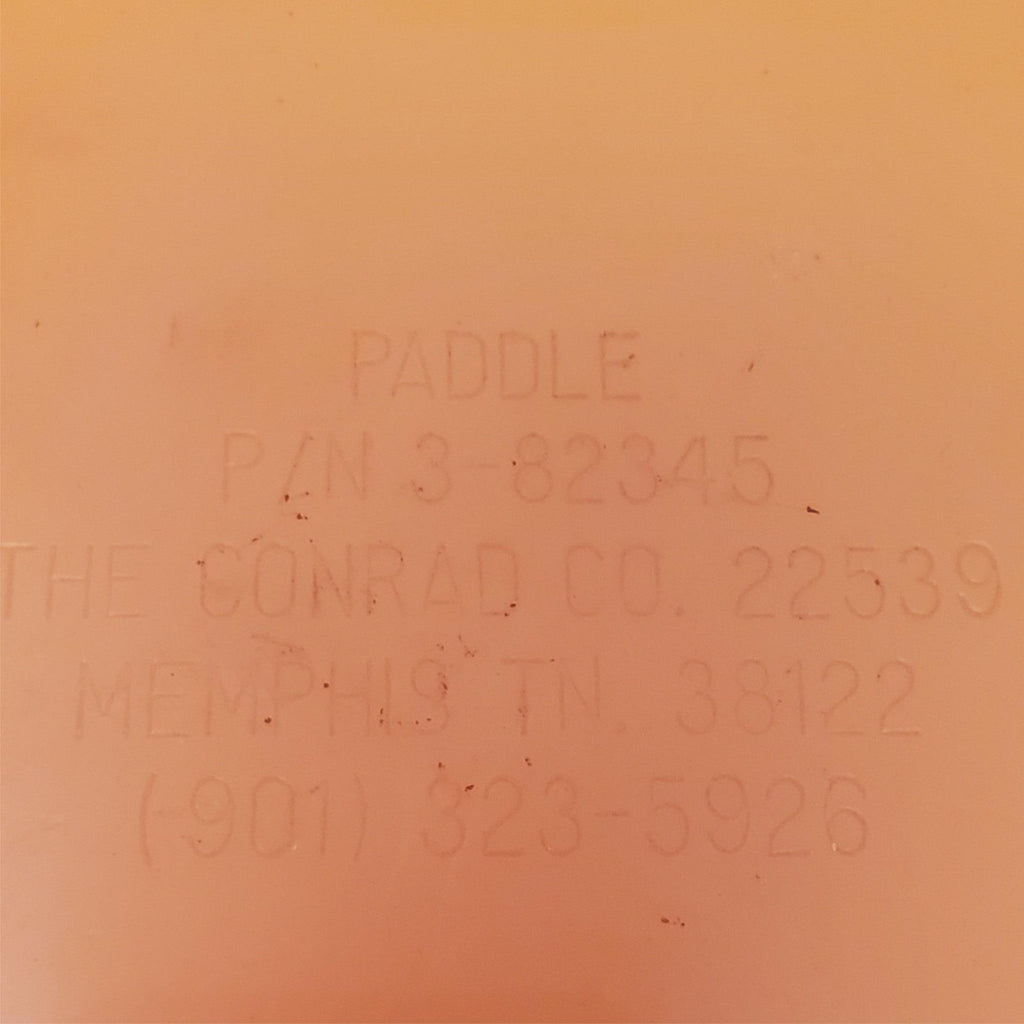 PADDLE
P/N 3-82345
THE CONRAD CO. 22539
MEMPHIS TN. 38122
(901) 323-5926